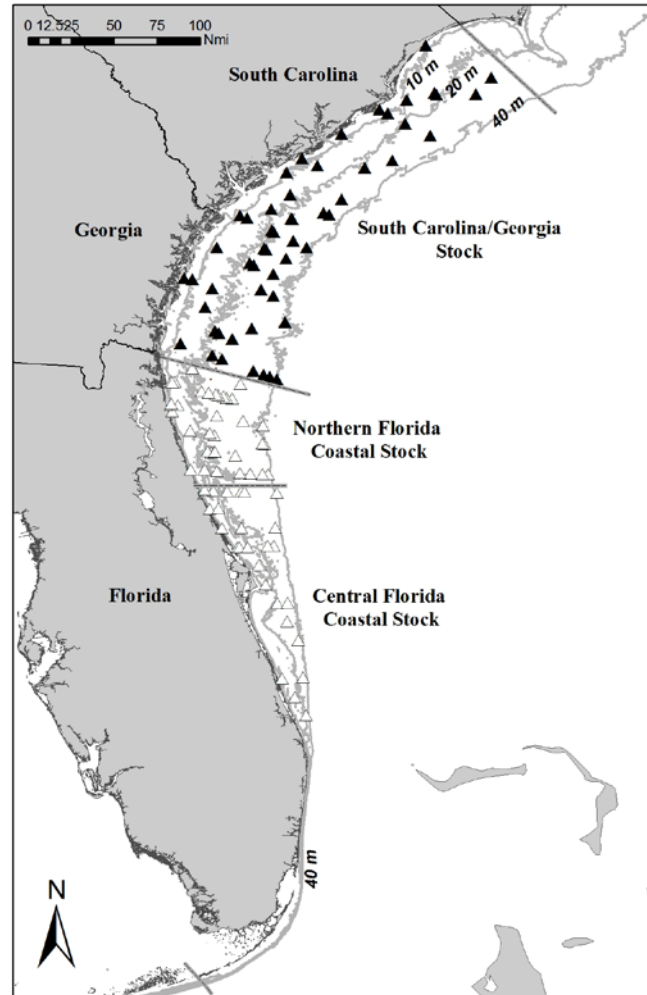 0 12.525 50 75 100
Nmi
South Carolina
10 m
20 m
40 m
Georgia
South Carolina/Georgia
Stock
Northern Florida
Coastal Stock
Florida
Central Florida
Coastal Stock
40 m
N